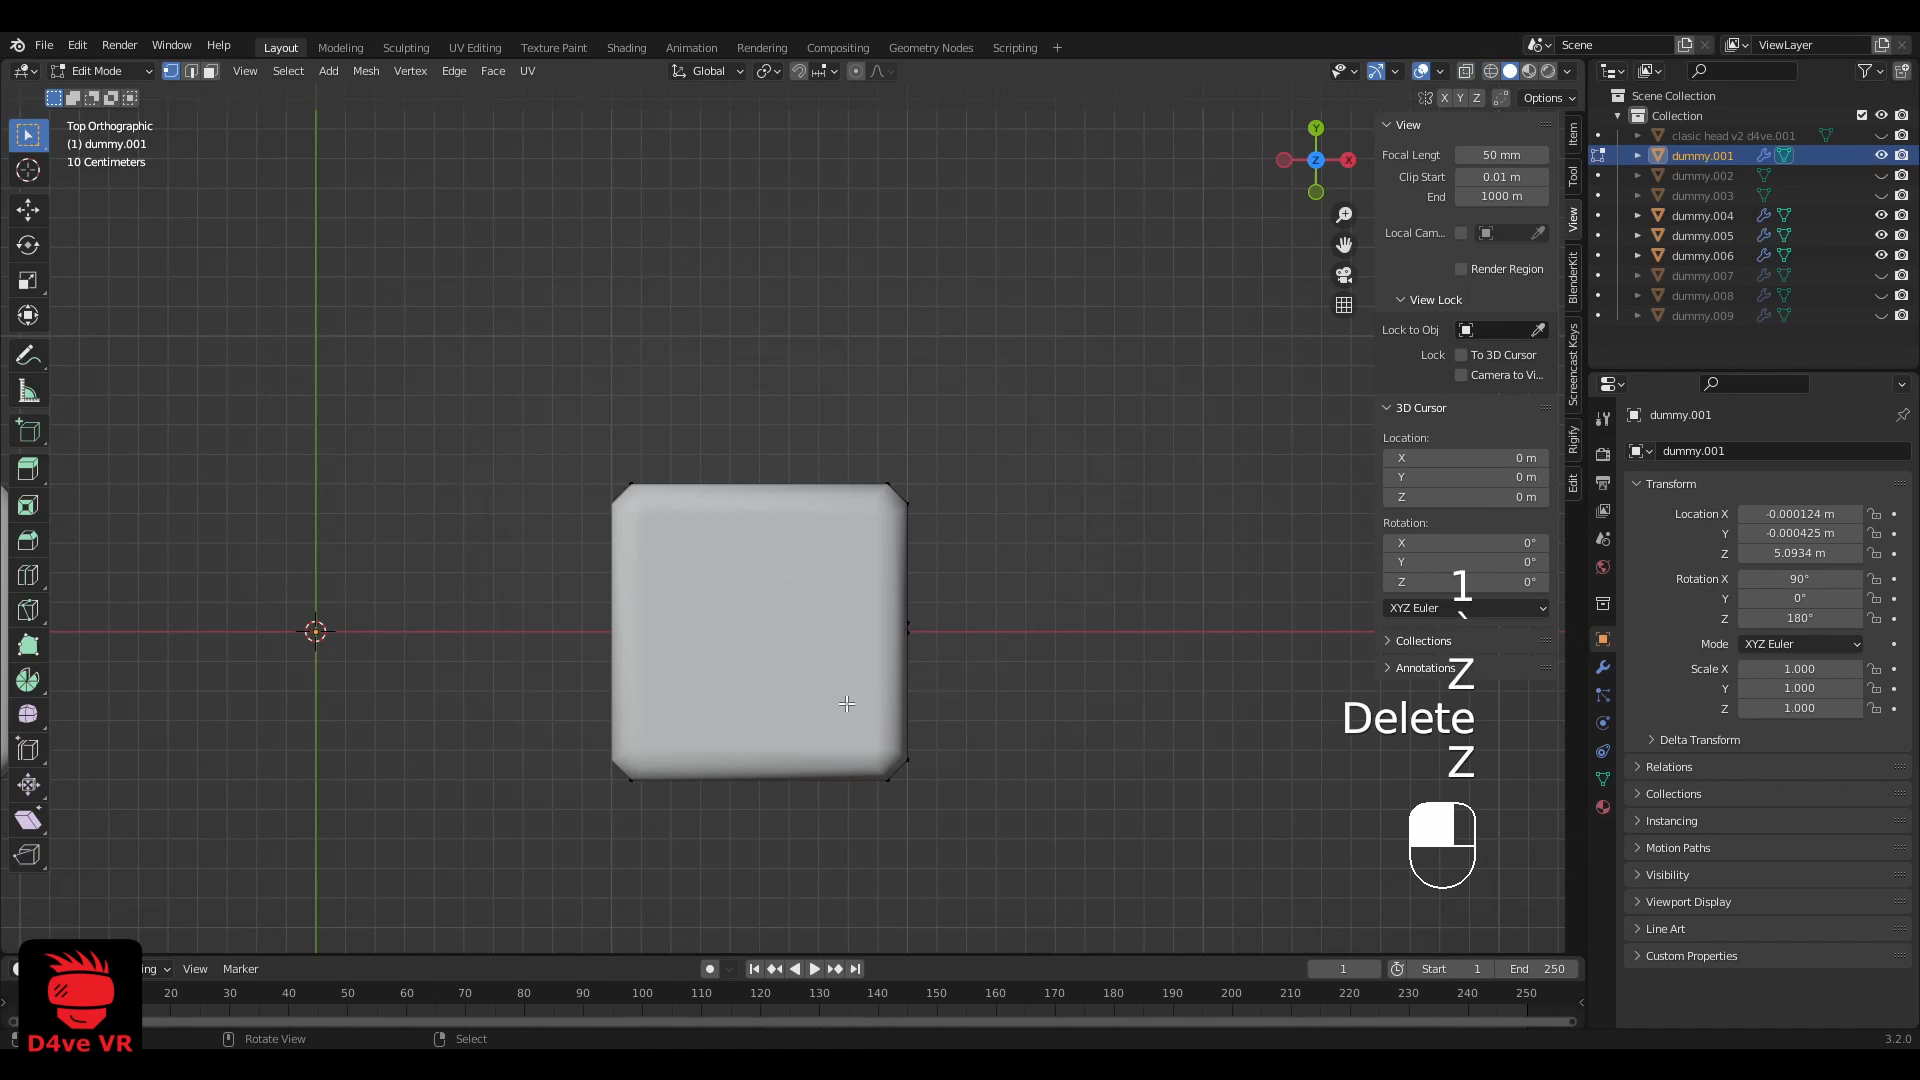 File Edit Render Window Help Layout Modeling Sculpting UV Editing Texture Paint Shading Animation Rendering Compositing Geometry Nodes Scripting + Scene ViewLayer
Edit Mode View Select Add Mesh Vertex Edge Face UV Global
X Y Z Options
Top Orthographic
(1) dummy.001
10 Centimeters
Y
Z X
View
Focal Lengt 50 mm
Clip Start 0.01 m
End 1000 m
Local Cam...
Render Region
View Lock
Lock to Obj
Lock To 3D Cursor
Camera to Vi...
3D Cursor
Location:
X 0 m
Y 0 m
Z 0 m
Rotation:
X 0°
Y 0°
Z 0°
XYZ Euler
Collections
Annotations
1
`
Z
Delete
Z
Item
Tool
View
BlenderKit
Screencast Keys
Rigify
Edit
Scene Collection
Collection
clasic head v2 d4ve.001
dummy.001
dummy.002
dummy.003
dummy.004
dummy.005
dummy.006
dummy.007
dummy.008
dummy.009
dummy.001
dummy.001
Transform
Location X -0.000124 m
Y -0.000425 m
Z 5.0934 m
Rotation X 90°
Y 0°
Z 180°
Mode XYZ Euler
Scale X 1.000
Y 1.000
Z 1.000
Delta Transform
Relations
Collections
Instancing
Motion Paths
Visibility
Viewport Display
Line Art
Custom Properties
ing View Marker 1 Start 1 End 250
20 30 40 50 60 70 80 90 100 110 120 130 140 150 160 170 180 190 200 210 220 230 240 250
D4ve VR
Rotate View Select 3.2.0